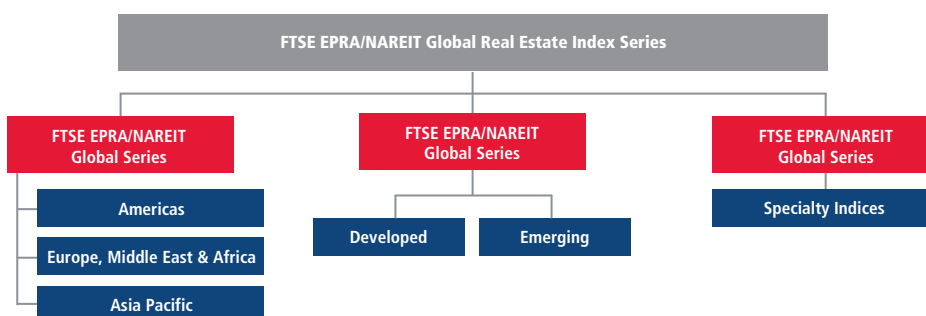 FTSE EPRA/NAREIT Global Real Estate Index Series
FTSE EPRA/NAREIT
Global Series
Americas
Europe, Middle East & Africa
Asia Pacific
FTSE EPRA/NAREIT
Global Series
Developed
Emerging
FTSE EPRA/NAREIT
Global Series
Specialty Indices